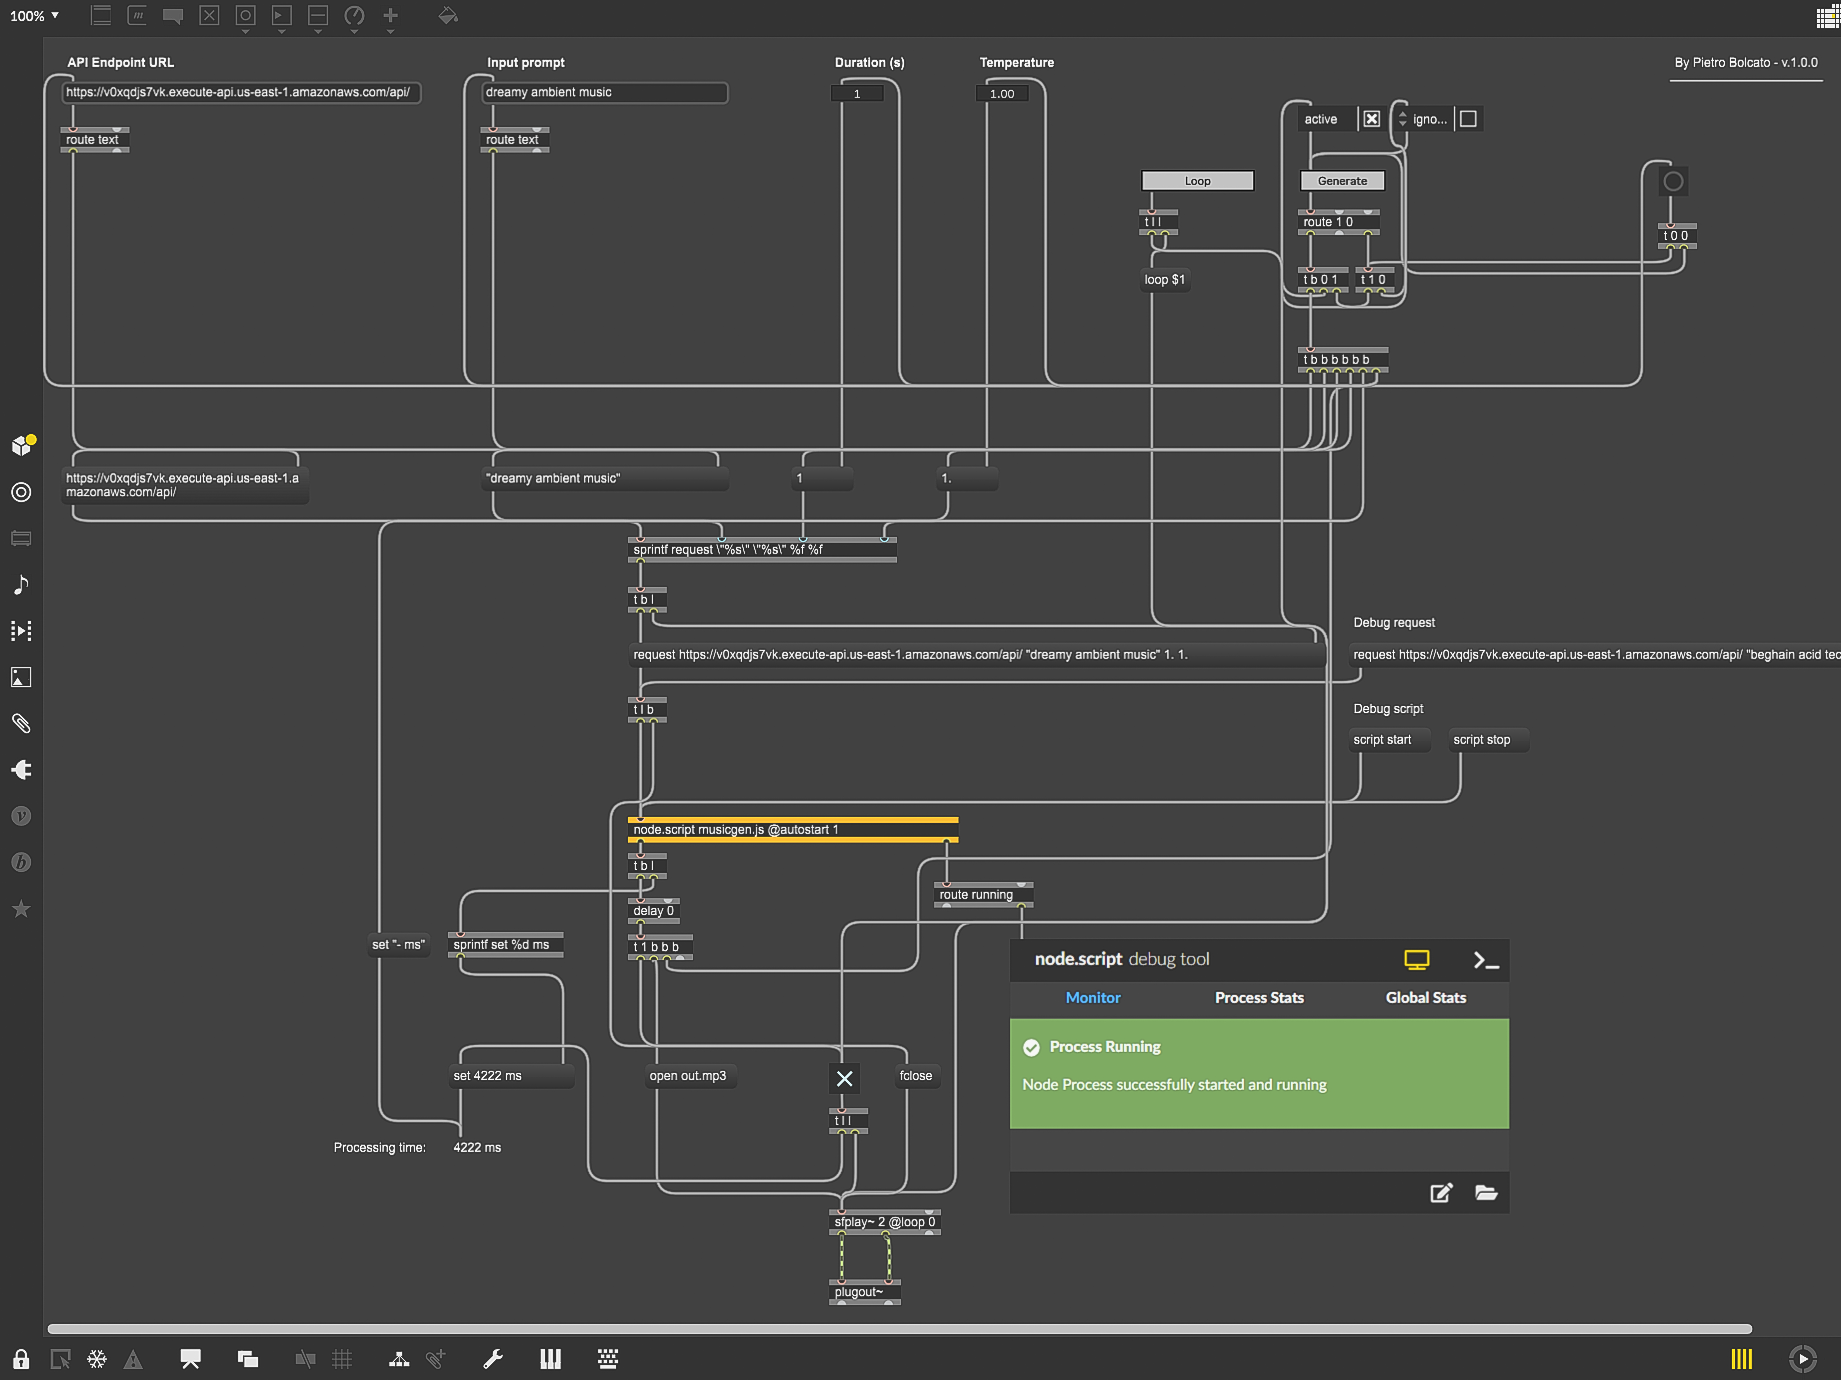 100%
m
API Endpoint URL
Input prompt
Duration (s)
Temperature
By Pietro Bolcato - v.1.0.0
https://v0xqdjs7vk.execute-api.us-east-1.amazonaws.com/api/
dreamy ambient music
1
1.00
active
igno...
route text
route text
Loop
Generate
t l l
route 1 0
t 0 0
loop $1
t b 0 1
t 1 0
t b b b b b b
https://v0xqdjs7vk.execute-api.us-east-1.a
mazonaws.com/api/
"dreamy ambient music"
1
1.
sprintf request \"%s\" \"%s\" %f %f
t b l
Debug request
request https://v0xqdjs7vk.execute-api.us-east-1.amazonaws.com/api/ "dreamy ambient music" 1. 1.
request https://v0xqdjs7vk.execute-api.us-east-1.amazonaws.com/api/ "beghain acid tec
t l b
Debug script
script start
script stop
node.script musicgen.js @autostart 1
t b l
route running
delay 0
set "- ms"
sprintf set %d ms
t 1 b b b
node.script debug tool
Monitor
Process Stats
Global Stats
Process Running
Node Process successfully started and running
set 4222 ms
open out.mp3
fclose
t l l
Processing time:
4222 ms
sfplay~ 2 @loop 0
plugout~
v
b